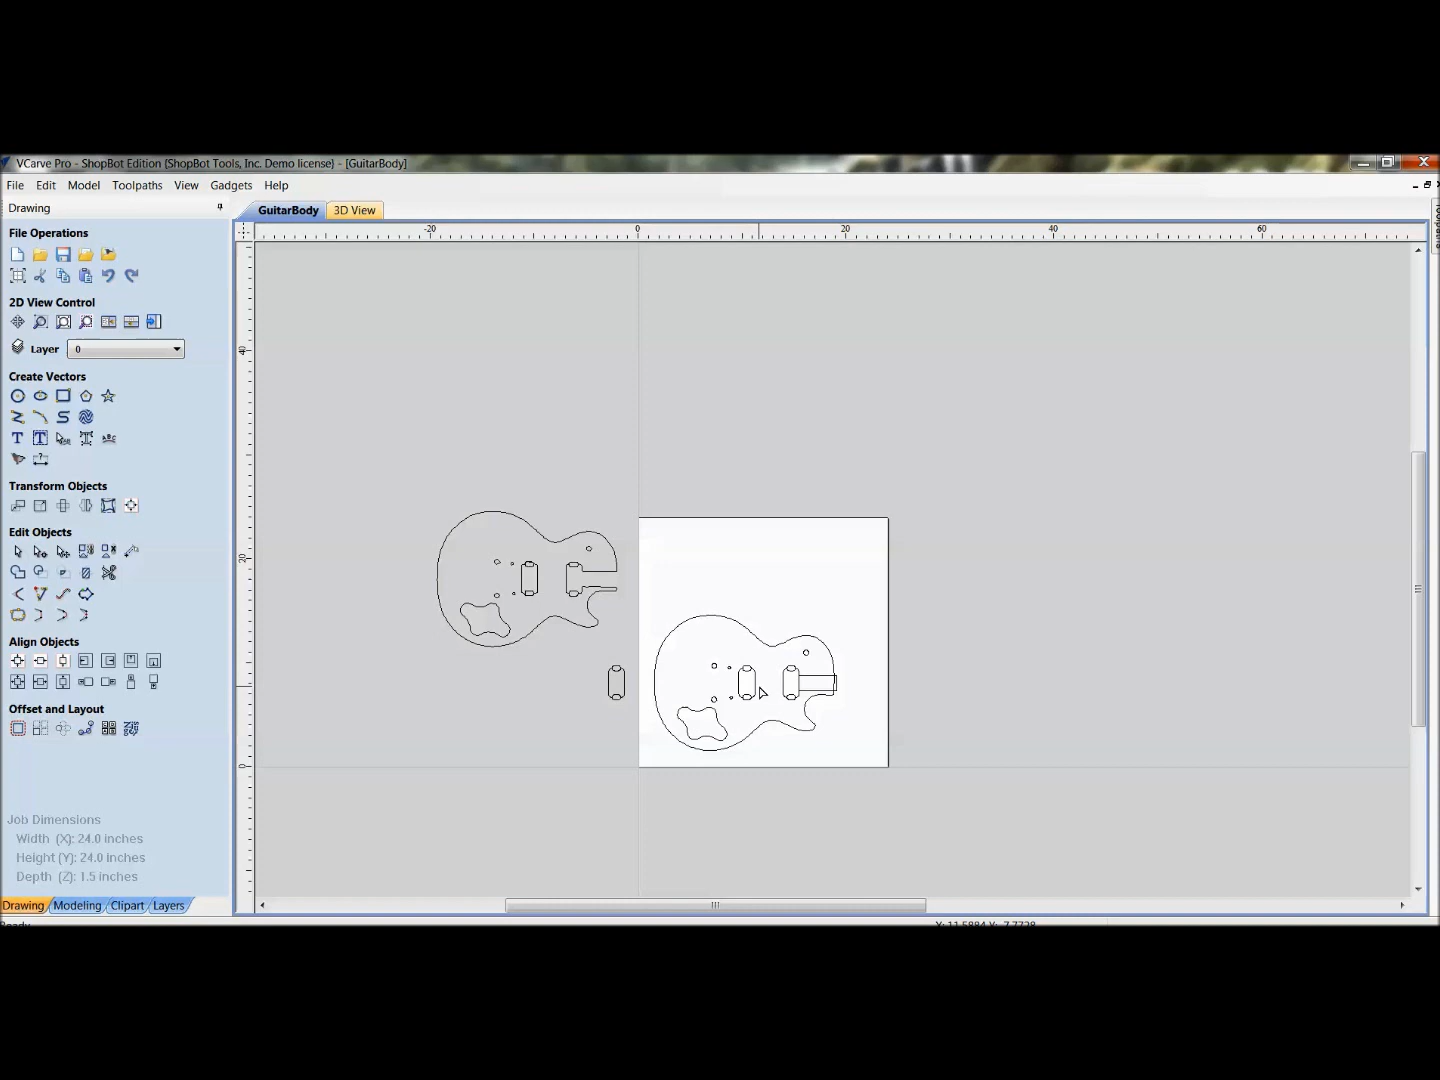 VCarve Pro - ShopBot Edition {ShopBot Tools, Inc. Demo license} - [GuitarBody]
File Edit Model Toolpaths View Gadgets Help
Drawing
GuitarBody 3D View
-20 0 20 40 60
File Operations
2D View Control
Layer 0
40
Create Vectors
Transform Objects
Edit Objects
20
Align Objects
Offset and Layout
0
Job Dimensions
Width (X): 24.0 inches
Height (Y): 24.0 inches
Depth (Z): 1.5 inches
Drawing Modeling Clipart Layers